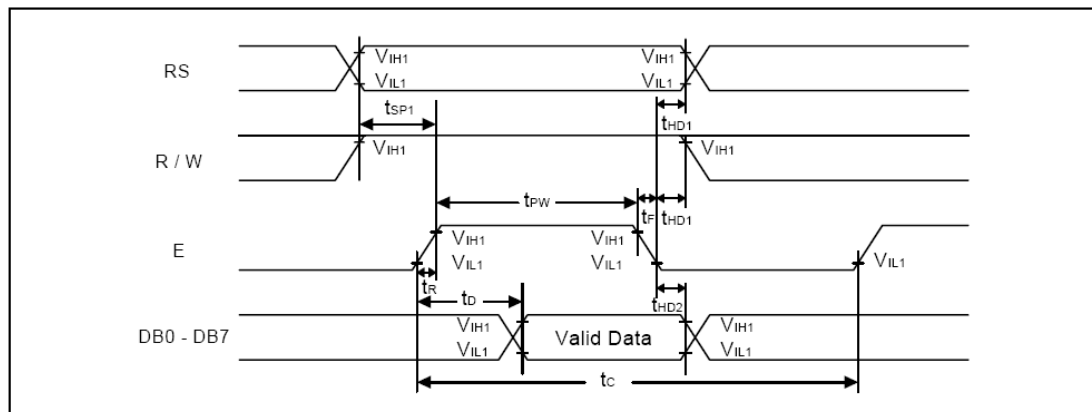 RS
VIH1
VIH1
VIL1
VIL1
tSP1
tHD1
R / W
VIH1
VIH1
tPW
tF
tHD1
E
VIH1
VIH1
VIL1
VIL1
VIL1
tR
tD
tHD2
DB0 - DB7
VIH1
Valid Data
VIH1
VIL1
VIL1
tC